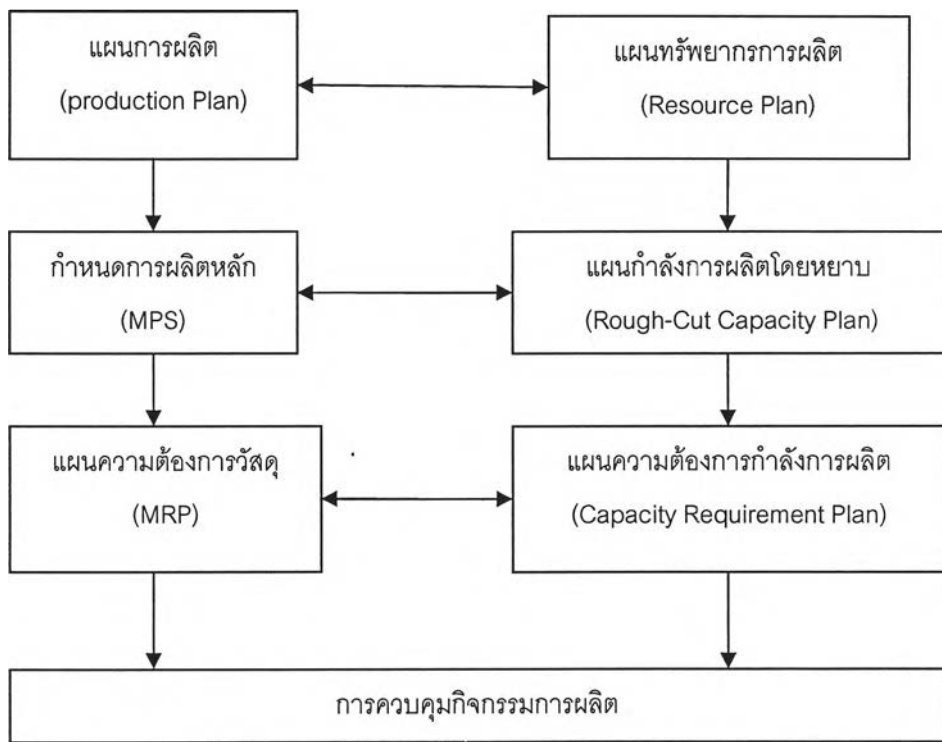 แผนการผลิต
(production Plan)
แผนทรัพยากรการผลิต
(Resource Plan)
กำหนดการผลิตหลัก
(MPS)
แผนกำลังการผลิตโดยหยาบ
(Rough-Cut Capacity Plan)
แผนความต้องการวัสดุ
(MRP)
แผนความต้องการกำลังการผลิต
(Capacity Requirement Plan)
การควบคุมกิจกรรมการผลิต